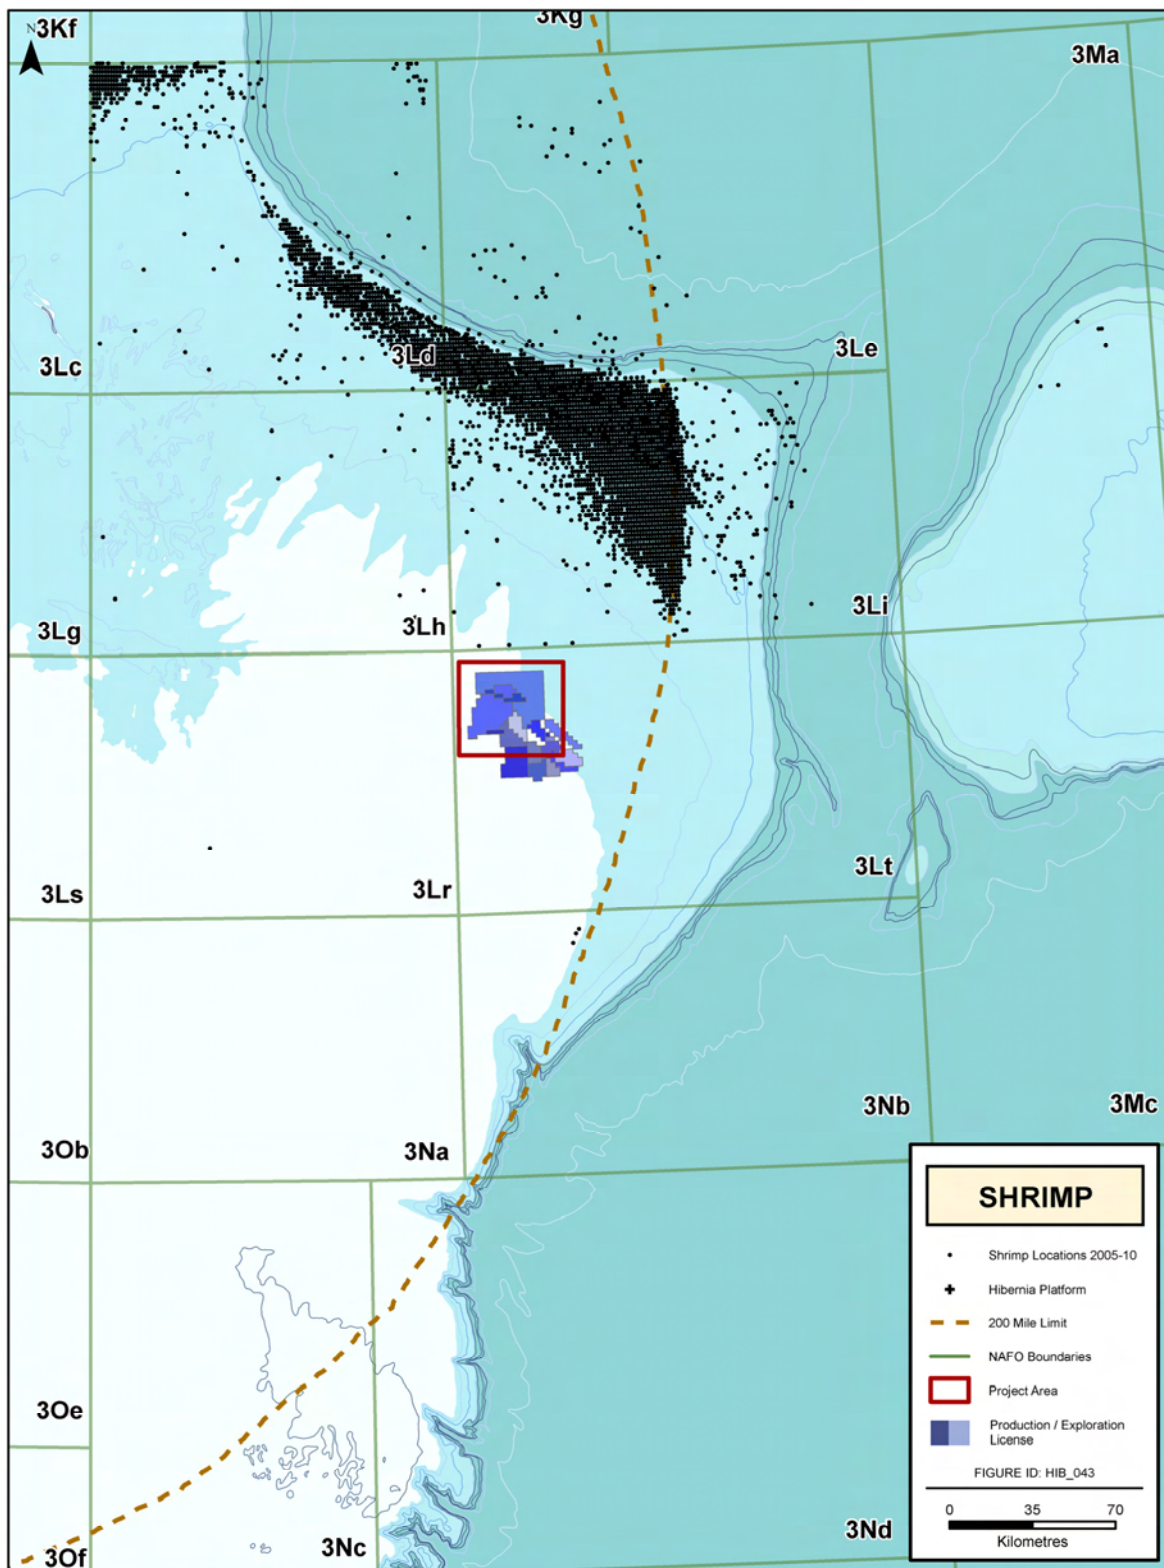 3Kf
3Kg
N
3Ma
3Lc
3Ld
3Le
3Lg
3Lh
3Li
3Ls
3Lr
3Lt
3Ob
3Na
3Nb
3Mc
3Oe
3Of
3Nc
3Nd
SHRIMP
Shrimp Locations 2005-10
Hibernia Platform
200 Mile Limit
NAFO Boundaries
Project Area
Production / Exploration
License
FIGURE ID: HIB_043
0 35 70
Kilometres